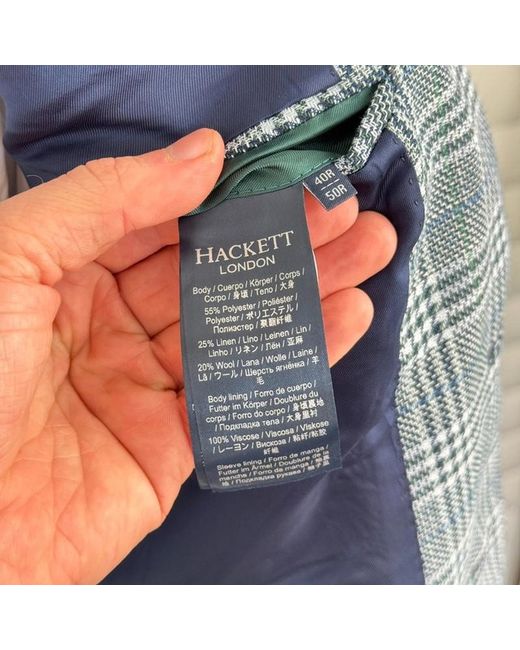 40R
50R
HACKETT
LONDON
Body / Cuerpo / Körper / Corps /
Corpo / 身頃 / Тело / 大身
55% Polyester / Poliéster /
Polyester / ポリエステル /
Полиэстер / 聚酯纤维
25% Linen / Lino / Leinen / Lin /
Linho / リネン / Лён / 亚麻
20% Wool / Lana / Wolle / Laine /
Lã / ウール / Шерсть ягнёнка / 羊
毛
Body lining / Forro de cuerpo /
Futter im Körper / Doublure du
corps / Forro do corpo / 身頃裏地
/ Подкладка тела / 大身里衬
100% Viscose / Viscosa / Viskose
/ レーヨン / Вискоза / 粘纤/粘胶
纤维
Sleeve lining / Forro de manga /
Futter im Ärmel / Doublure de la
manche / Forro da manga / 袖裏
/ Подкладка рукава / 袖子里